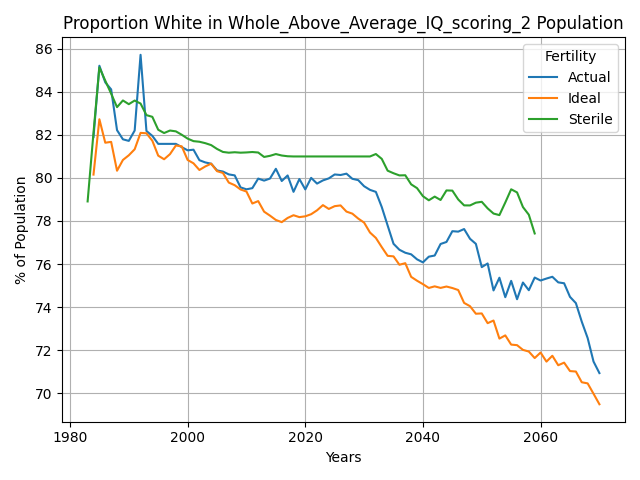 Proportion White in Whole_Above_Average_IQ_scoring_2 Population
Fertility
Actual
Ideal
Sterile
% of Population
86
84
82
80
78
76
74
72
70
1980
2000
2020
2040
2060
Years